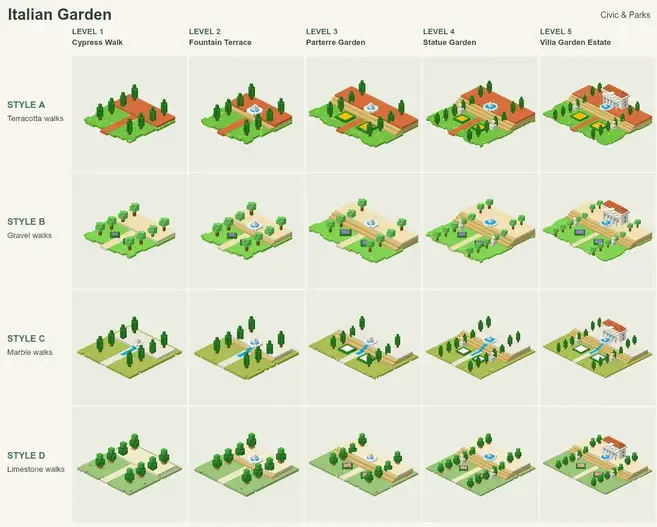 Italian Garden
Civic & Parks
LEVEL 1
Cypress Walk
LEVEL 2
Fountain Terrace
LEVEL 3
Parterre Garden
LEVEL 4
Statue Garden
LEVEL 5
Villa Garden Estate
STYLE A
Terracotta walks
STYLE B
Gravel walks
STYLE C
Marble walks
STYLE D
Limestone walks